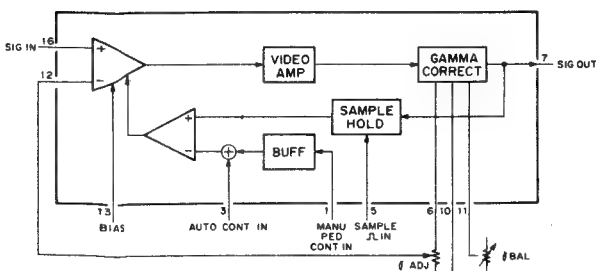 SIG IN 16
+
12
−
VIDEO
AMP
GAMMA
CORRECT
7
SIG OUT
SAMPLE
HOLD
+
−
+
BUFF
13
BIAS
3
AUTO CONT IN
1
MANU
PED
CONT IN
5
SAMPLE
IN
6 10 11
ADJ
BAL